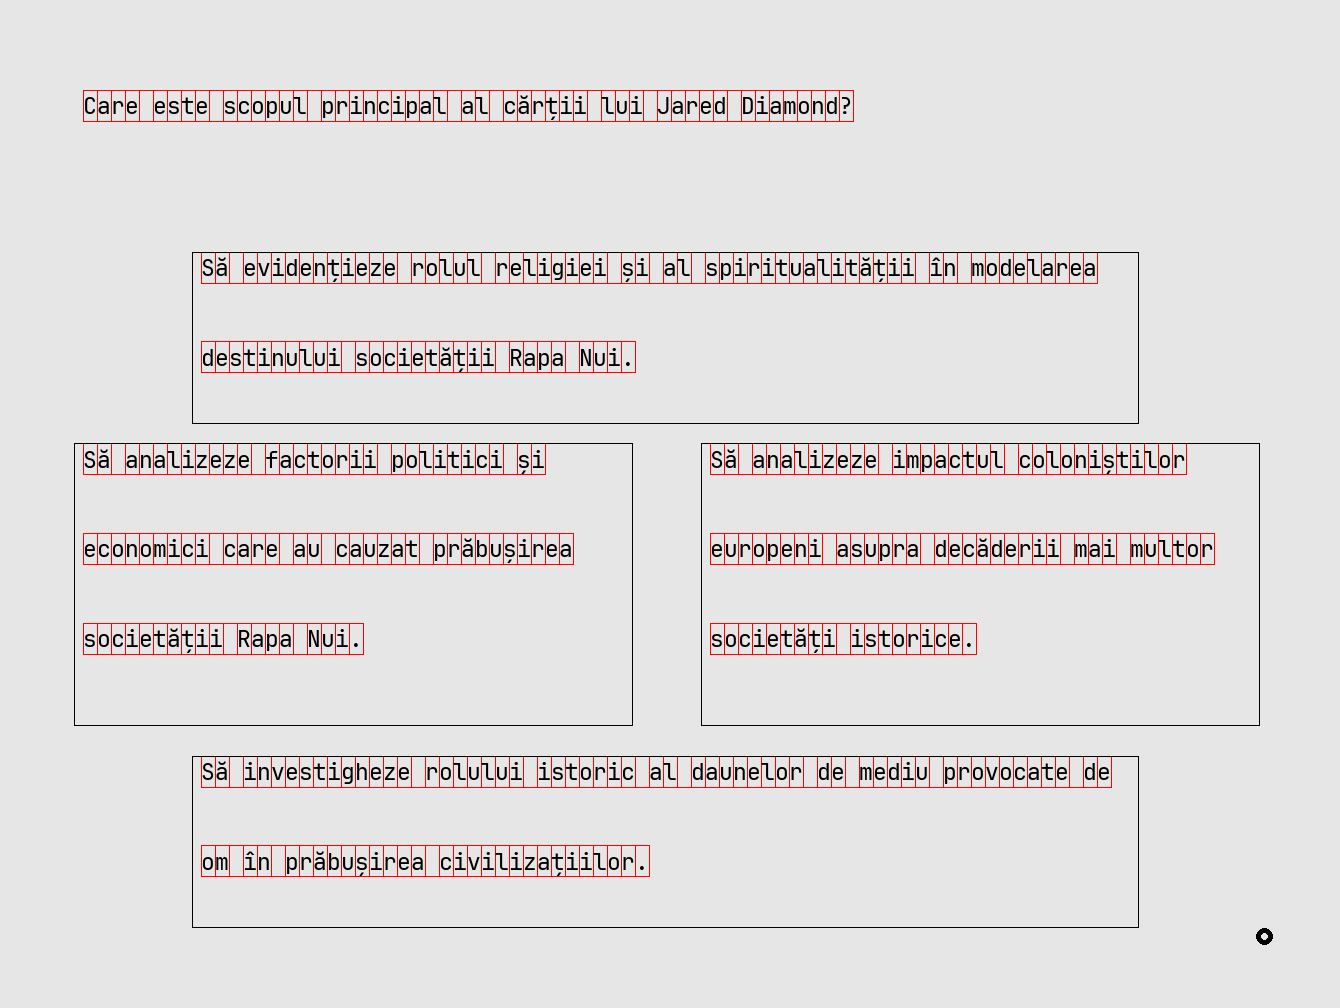 Care este scopul principal al cărții lui Jared Diamond?
Să evidențieze rolul religiei și al spiritualității în modelarea
destinului societății Rapa Nui.
Să analizeze factorii politici și
economici care au cauzat prăbușirea
societății Rapa Nui.
Să analizeze impactul coloniștilor
europeni asupra decăderii mai multor
societăți istorice.
Să investigheze rolului istoric al daunelor de mediu provocate de
om în prăbușirea civilizațiilor.